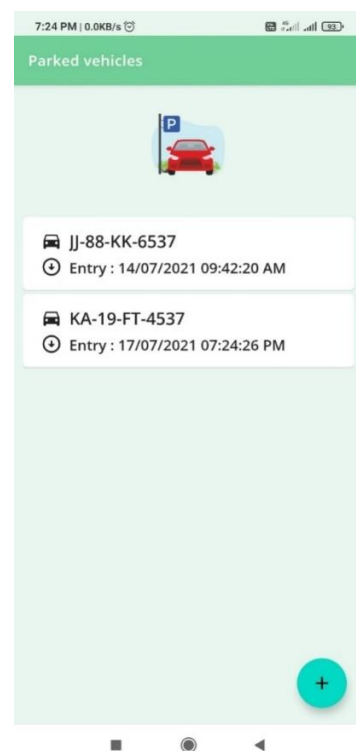 7:24 PM | 0.0KB/s
93
Parked vehicles
P
JJ-88-KK-6537
Entry : 14/07/2021 09:42:20 AM
KA-19-FT-4537
Entry : 17/07/2021 07:24:26 PM
+